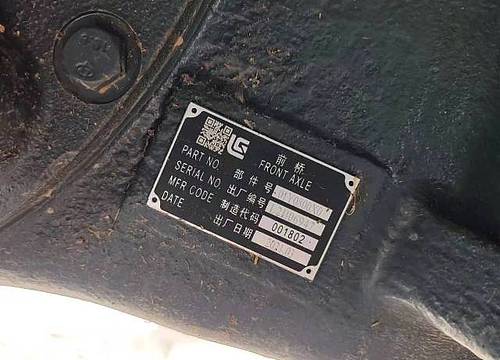 LG
前桥
FRONT AXLE
PART NO. 部件号
SERIAL NO. 出厂编号
MFR CODE 制造代码 001802
DATE 出厂日期